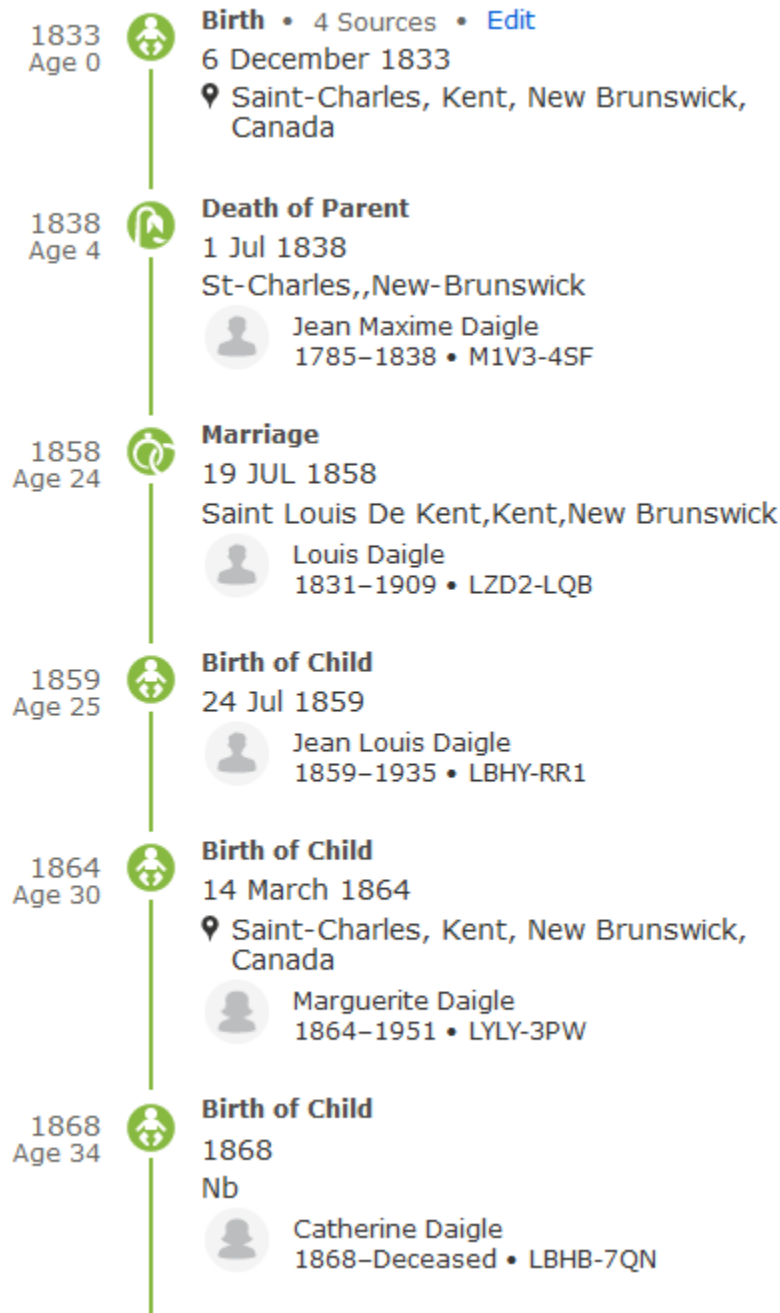 1833
Age 0
Birth • 4 Sources • Edit
6 December 1833
Saint-Charles, Kent, New Brunswick,
Canada
1838
Age 4
Death of Parent
1 Jul 1838
St-Charles,,New-Brunswick
Jean Maxime Daigle
1785–1838 • M1V3-4SF
1858
Age 24
Marriage
19 JUL 1858
Saint Louis De Kent,Kent,New Brunswick
Louis Daigle
1831–1909 • LZD2-LQB
1859
Age 25
Birth of Child
24 Jul 1859
Jean Louis Daigle
1859–1935 • LBHY-RR1
1864
Age 30
Birth of Child
14 March 1864
Saint-Charles, Kent, New Brunswick,
Canada
Marguerite Daigle
1864–1951 • LYLY-3PW
1868
Age 34
Birth of Child
1868
Nb
Catherine Daigle
1868–Deceased • LBHB-7QN